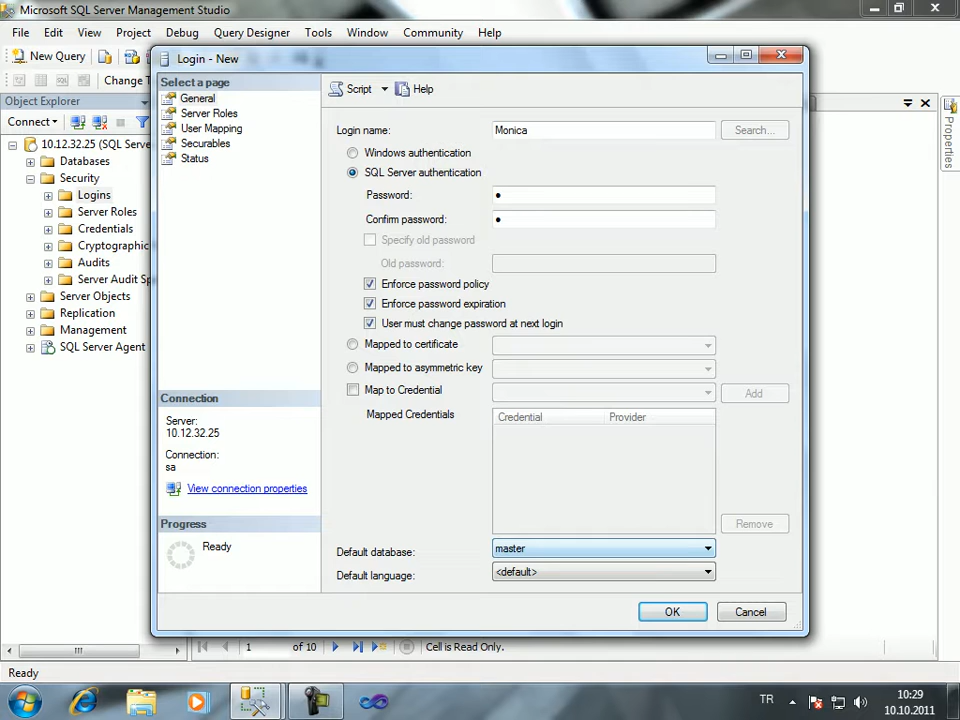 Microsoft SQL Server Management Studio
File Edit View Project Debug Query Designer Tools Window Community Help
New Query
Change T
Object Explorer
Connect
10.12.32.25 (SQL Serve
Databases
Security
Logins
Server Roles
Credentials
Cryptographic
Audits
Server Audit Sp
Server Objects
Replication
Management
SQL Server Agent
Login - New
Select a page
General
Server Roles
User Mapping
Securables
Status
Connection
Server:
10.12.32.25
Connection:
sa
View connection properties
Progress
Ready
Script Help
Login name: Monica Search...
Windows authentication
SQL Server authentication
Password: ●
Confirm password: ●
Specify old password
Old password:
Enforce password policy
Enforce password expiration
User must change password at next login
Mapped to certificate
Mapped to asymmetric key
Map to Credential Add
Mapped Credentials Credential Provider
Remove
Default database: master
Default language: <default>
OK Cancel
Properties
1 of 10 Cell is Read Only.
Ready
TR 10:29
10.10.2011